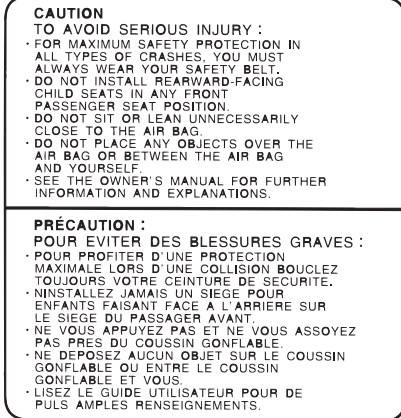 CAUTION
TO AVOID SERIOUS INJURY :
· FOR MAXIMUM SAFETY PROTECTION IN
ALL TYPES OF CRASHES, YOU MUST
ALWAYS WEAR YOUR SAFETY BELT.
· DO NOT INSTALL REARWARD-FACING
CHILD SEATS IN ANY FRONT
PASSENGER SEAT POSITION.
· DO NOT SIT OR LEAN UNNECESSARILY
CLOSE TO THE AIR BAG.
· DO NOT PLACE ANY OBJECTS OVER THE
AIR BAG OR BETWEEN THE AIR BAG
AND YOURSELF.
· SEE THE OWNER'S MANUAL FOR FURTHER
INFORMATION AND EXPLANATIONS.
PRÉCAUTION :
POUR EVITER DES BLESSURES GRAVES :
· POUR PROFITER D'UNE PROTECTION
MAXIMALE LORS D'UNE COLLISION BOUCLEZ
TOUJOURS VOTRE CEINTURE DE SECURITE.
· NINSTALLEZ JAMAIS UN SIEGE POUR
ENFANTS FAISANT FACE A L'ARRIERE SUR
LE SIEGE DU PASSAGER AVANT.
· NE VOUS APPUYEZ PAS ET NE VOUS ASSOYEZ
PAS PRES DU COUSSIN GONFLABLE.
· NE DEPOSEZ AUCUN OBJET SUR LE COUSSIN
GONFLABLE OU ENTRE LE COUSSIN
GONFLABLE ET VOUS.
· LISEZ LE GUIDE UTILISATEUR POUR DE
PULS AMPLES RENSEIGNEMENTS.